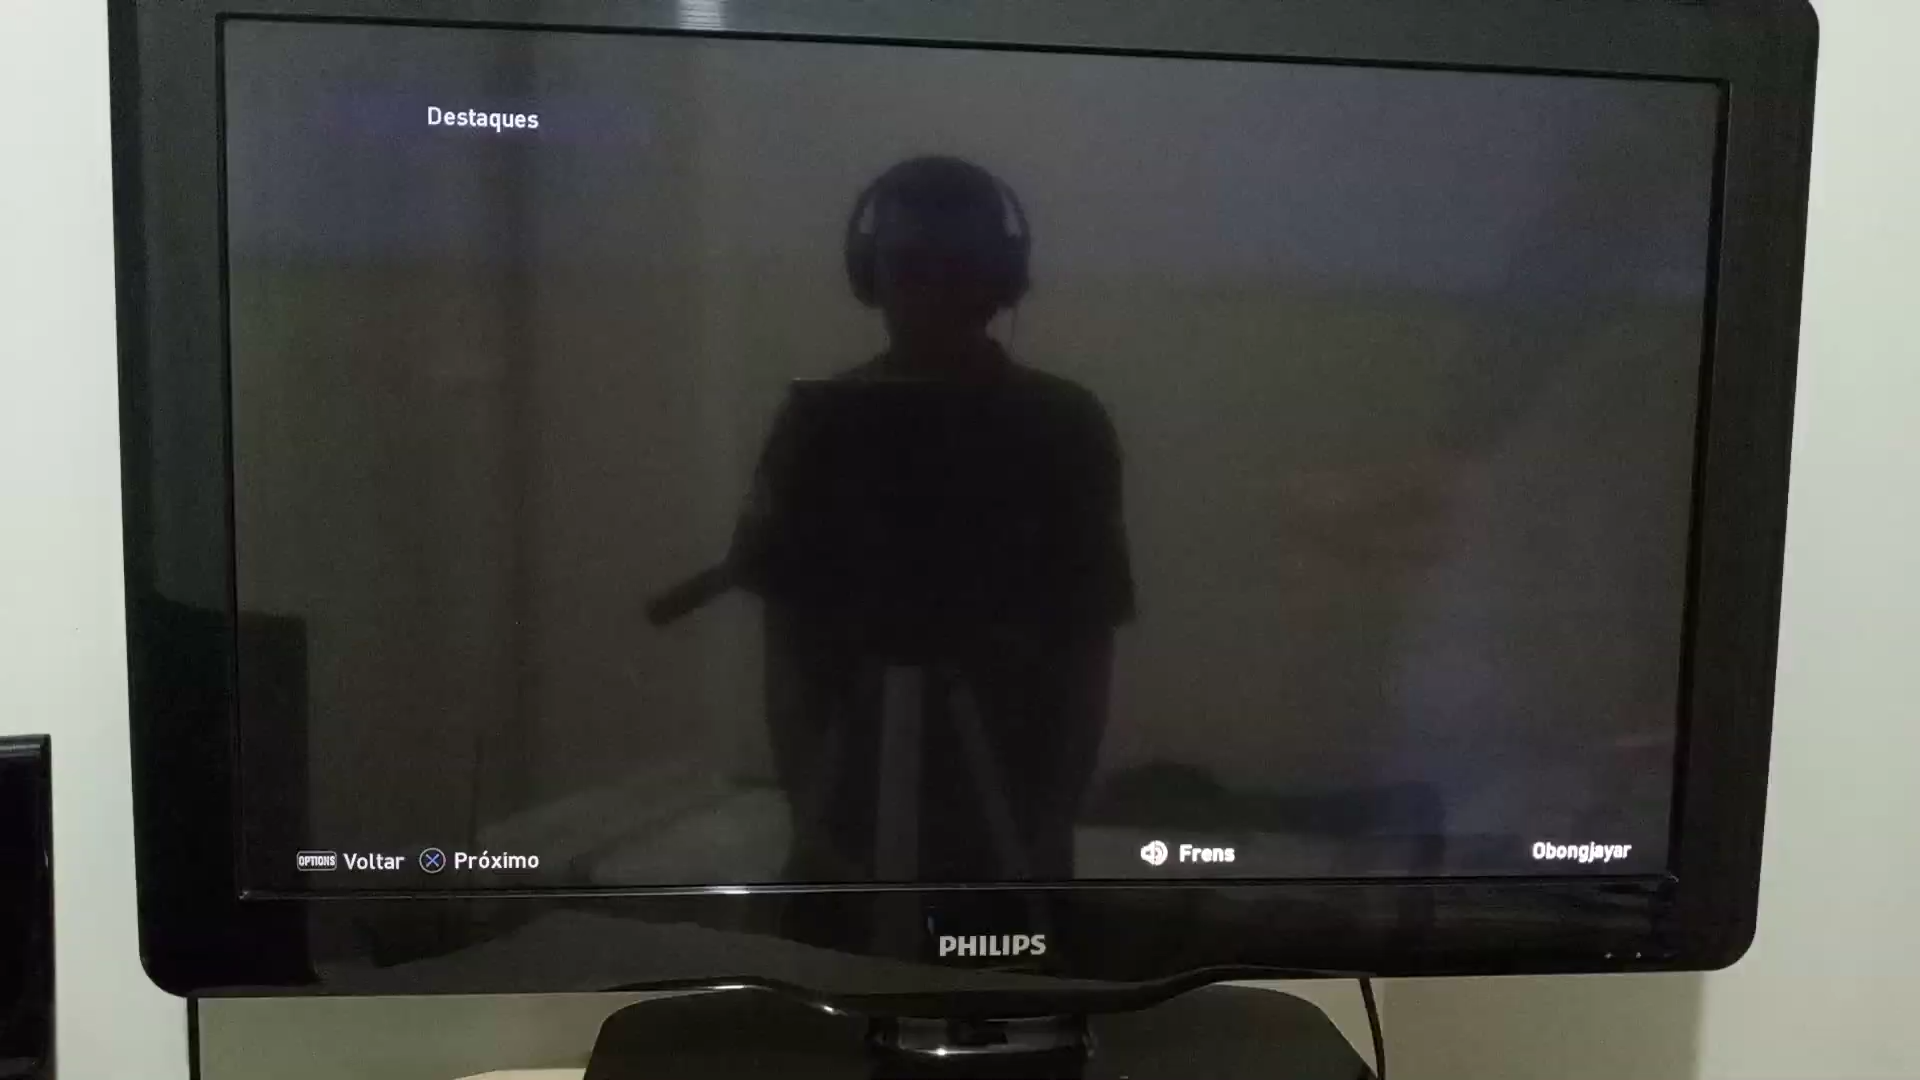 Destaques
OPTIONS Voltar Próximo
Frens
Obongjayar
PHILIPS